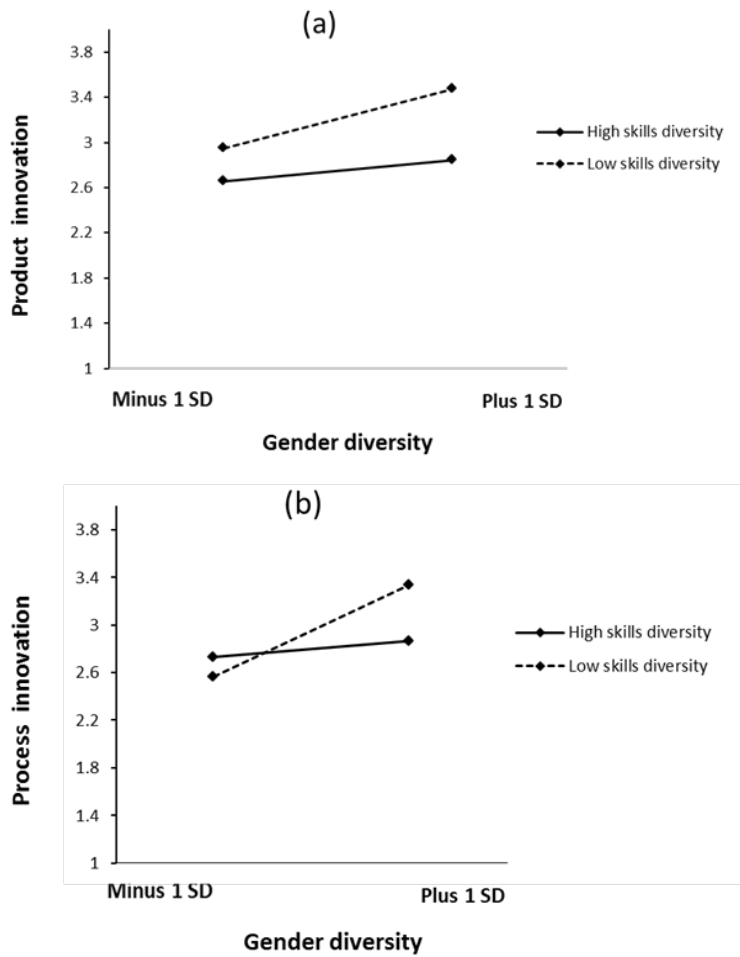 (a)
3.8
3.4
3
2.6
2.2
1.8
1.4
1
Product innovation
High skills diversity
Low skills diversity
Minus 1 SD
Plus 1 SD
Gender diversity
(b)
3.8
3.4
3
2.6
2.2
1.8
1.4
1
Process innovation
High skills diversity
Low skills diversity
Minus 1 SD
Plus 1 SD
Gender diversity